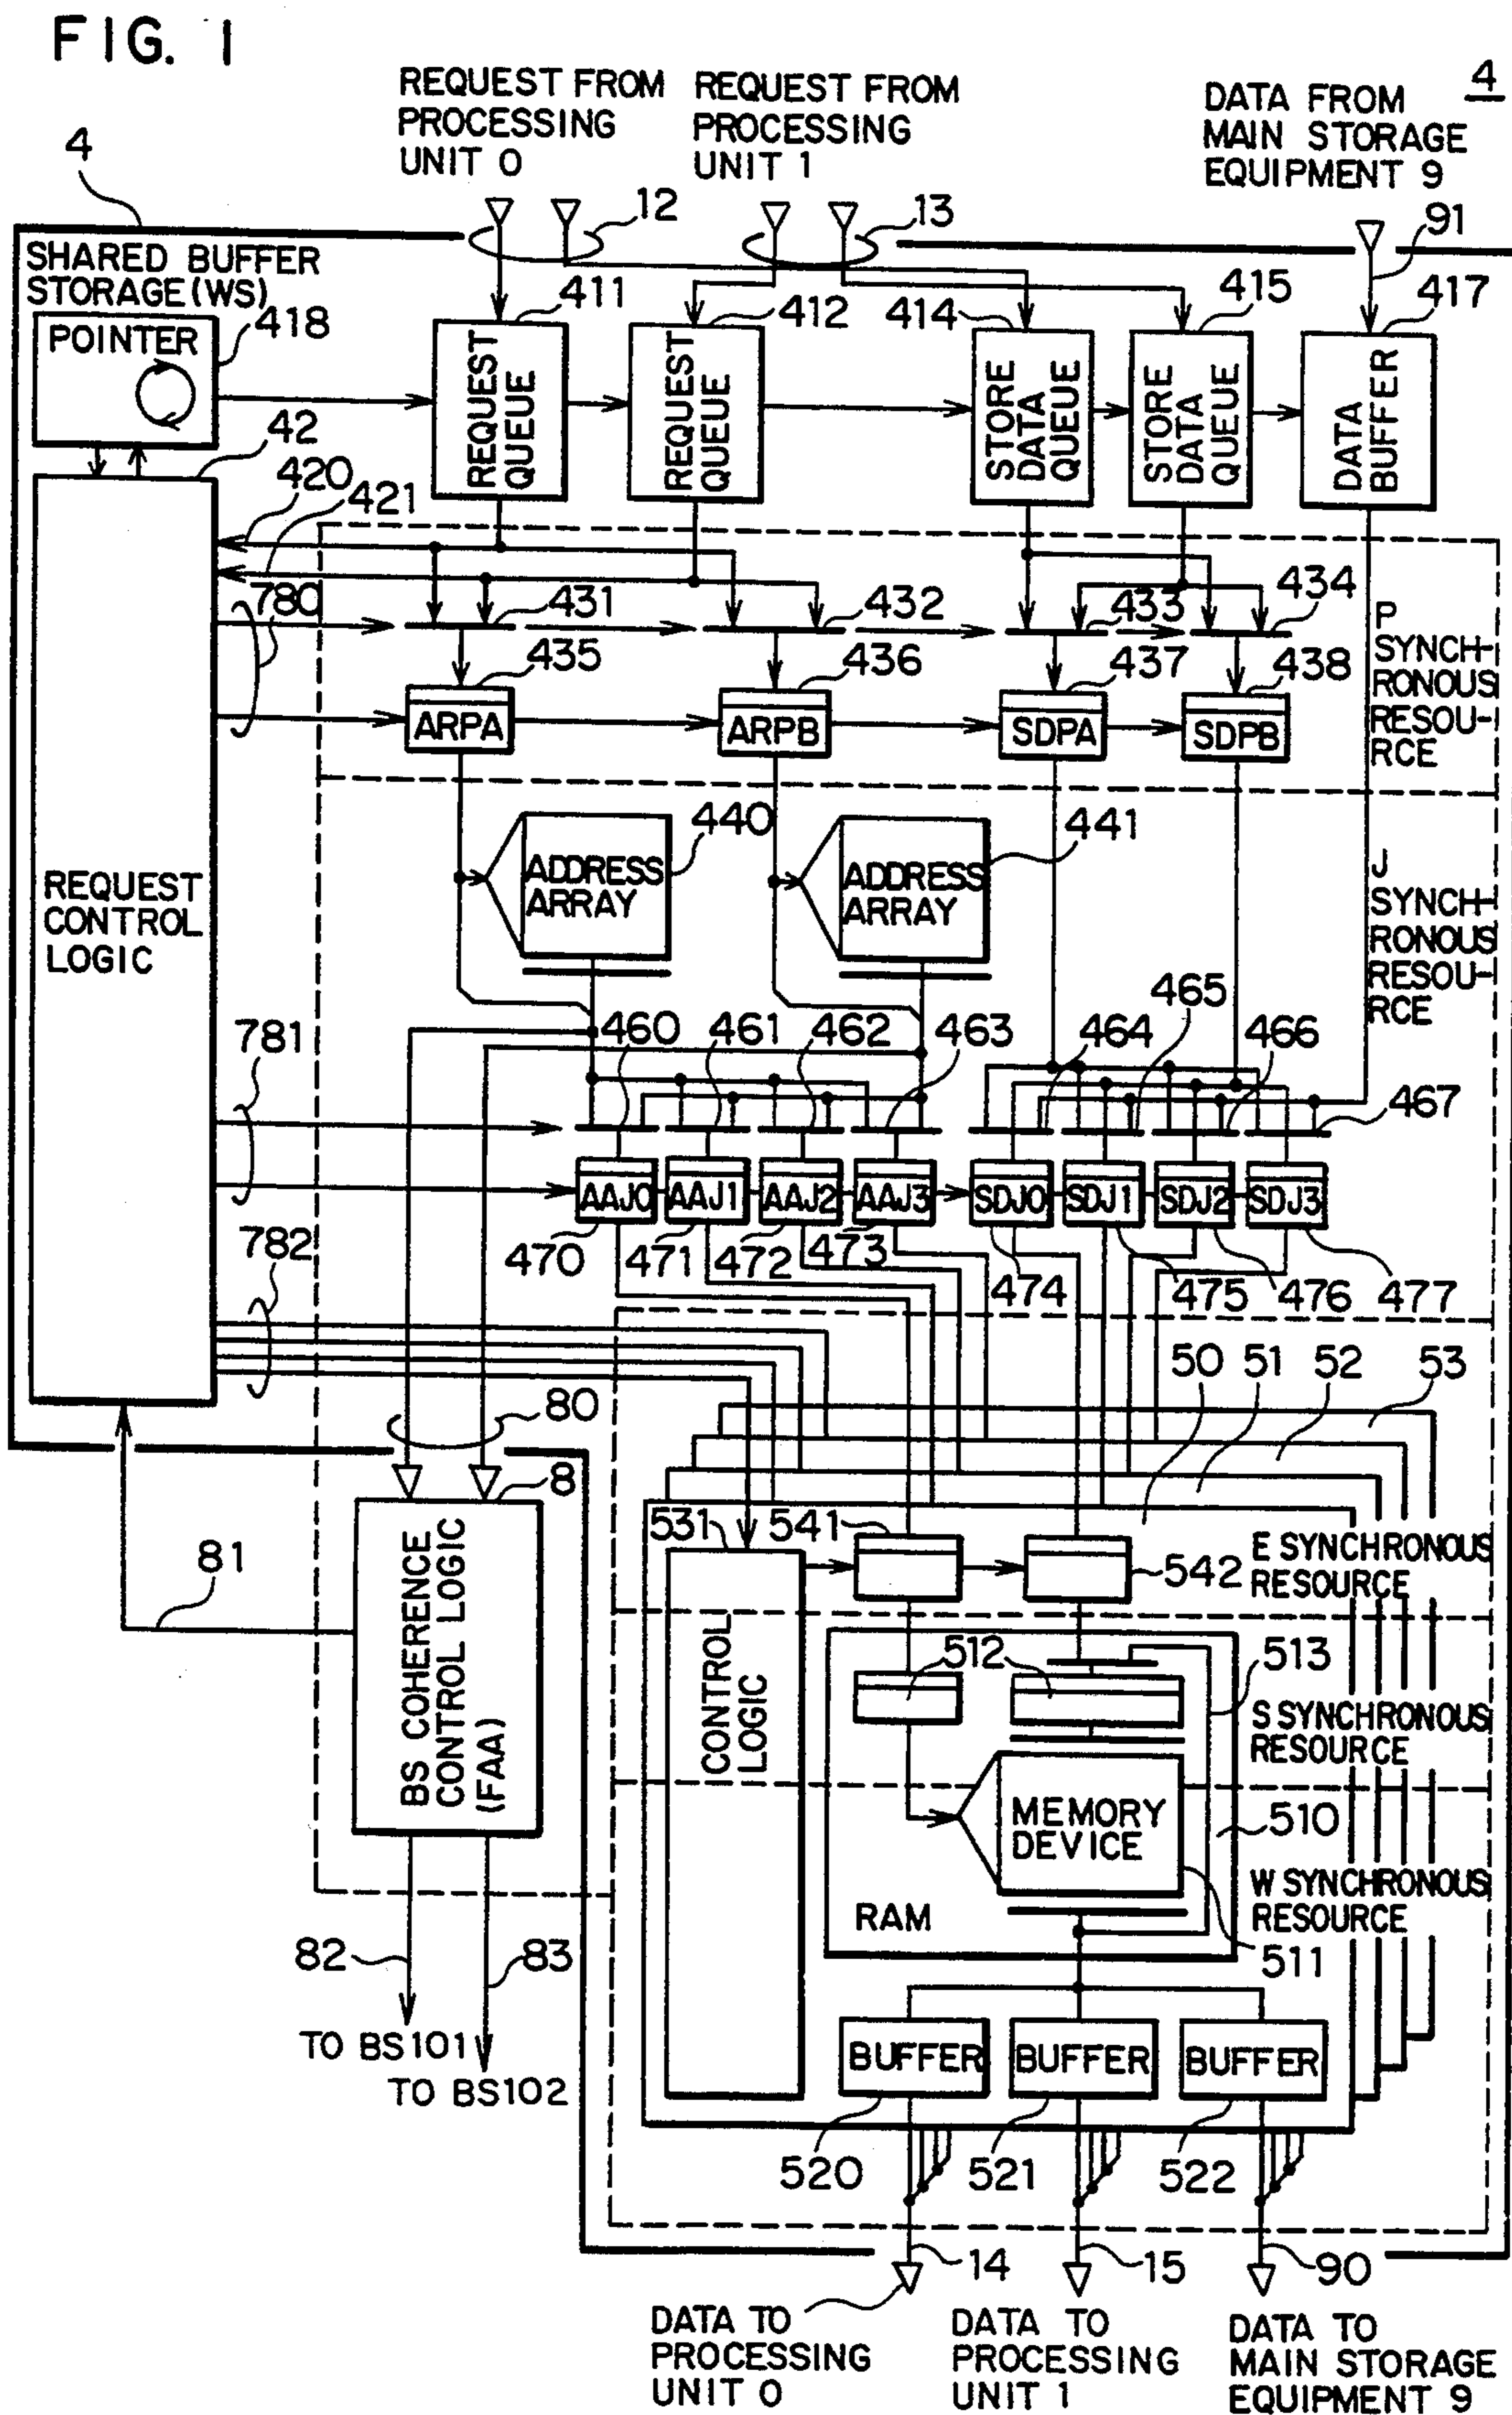 FIG. 1
4
REQUEST FROM
PROCESSING
UNIT 0
REQUEST FROM
PROCESSING
UNIT 1
DATA FROM
MAIN STORAGE
EQUIPMENT 9
4
12
13
91
SHARED BUFFER
STORAGE(WS)
POINTER
418
411
412
414
415
417
REQUEST
QUEUE
REQUEST
QUEUE
STORE
DATA
QUEUE
STORE
DATA
QUEUE
DATA
BUFFER
42
420
421
780
431
432
433
434
435
436
437
438
ARPA
ARPB
SDPA
SDPB
P
SYNCH-
RONOUS
RESOU-
RCE
REQUEST
CONTROL
LOGIC
ADDRESS
ARRAY
440
ADDRESS
ARRAY
441
J
SYNCH-
RONOUS
RESOU-
RCE
781
460
461
462
463
464
465
466
467
AAJ0
AAJ1
AAJ2
AAJ3
SDJ0
SDJ1
SDJ2
SDJ3
782
470
471
472
473
474
475
476
477
80
50
51
52
53
8
531
541
542
E SYNCHRONOUS
RESOURCE
81
BS COHERENCE
CONTROL LOGIC
(FAA)
CONTROL
LOGIC
512
513
S SYNCHRONOUS
RESOURCE
MEMORY
DEVICE
510
W SYNCHRONOUS
RESOURCE
RAM
511
82
83
TO BS101
TO BS102
BUFFER
BUFFER
BUFFER
520
521
522
14
15
90
DATA TO
PROCESSING
UNIT 0
DATA TO
PROCESSING
UNIT 1
DATA TO
MAIN STORAGE
EQUIPMENT 9